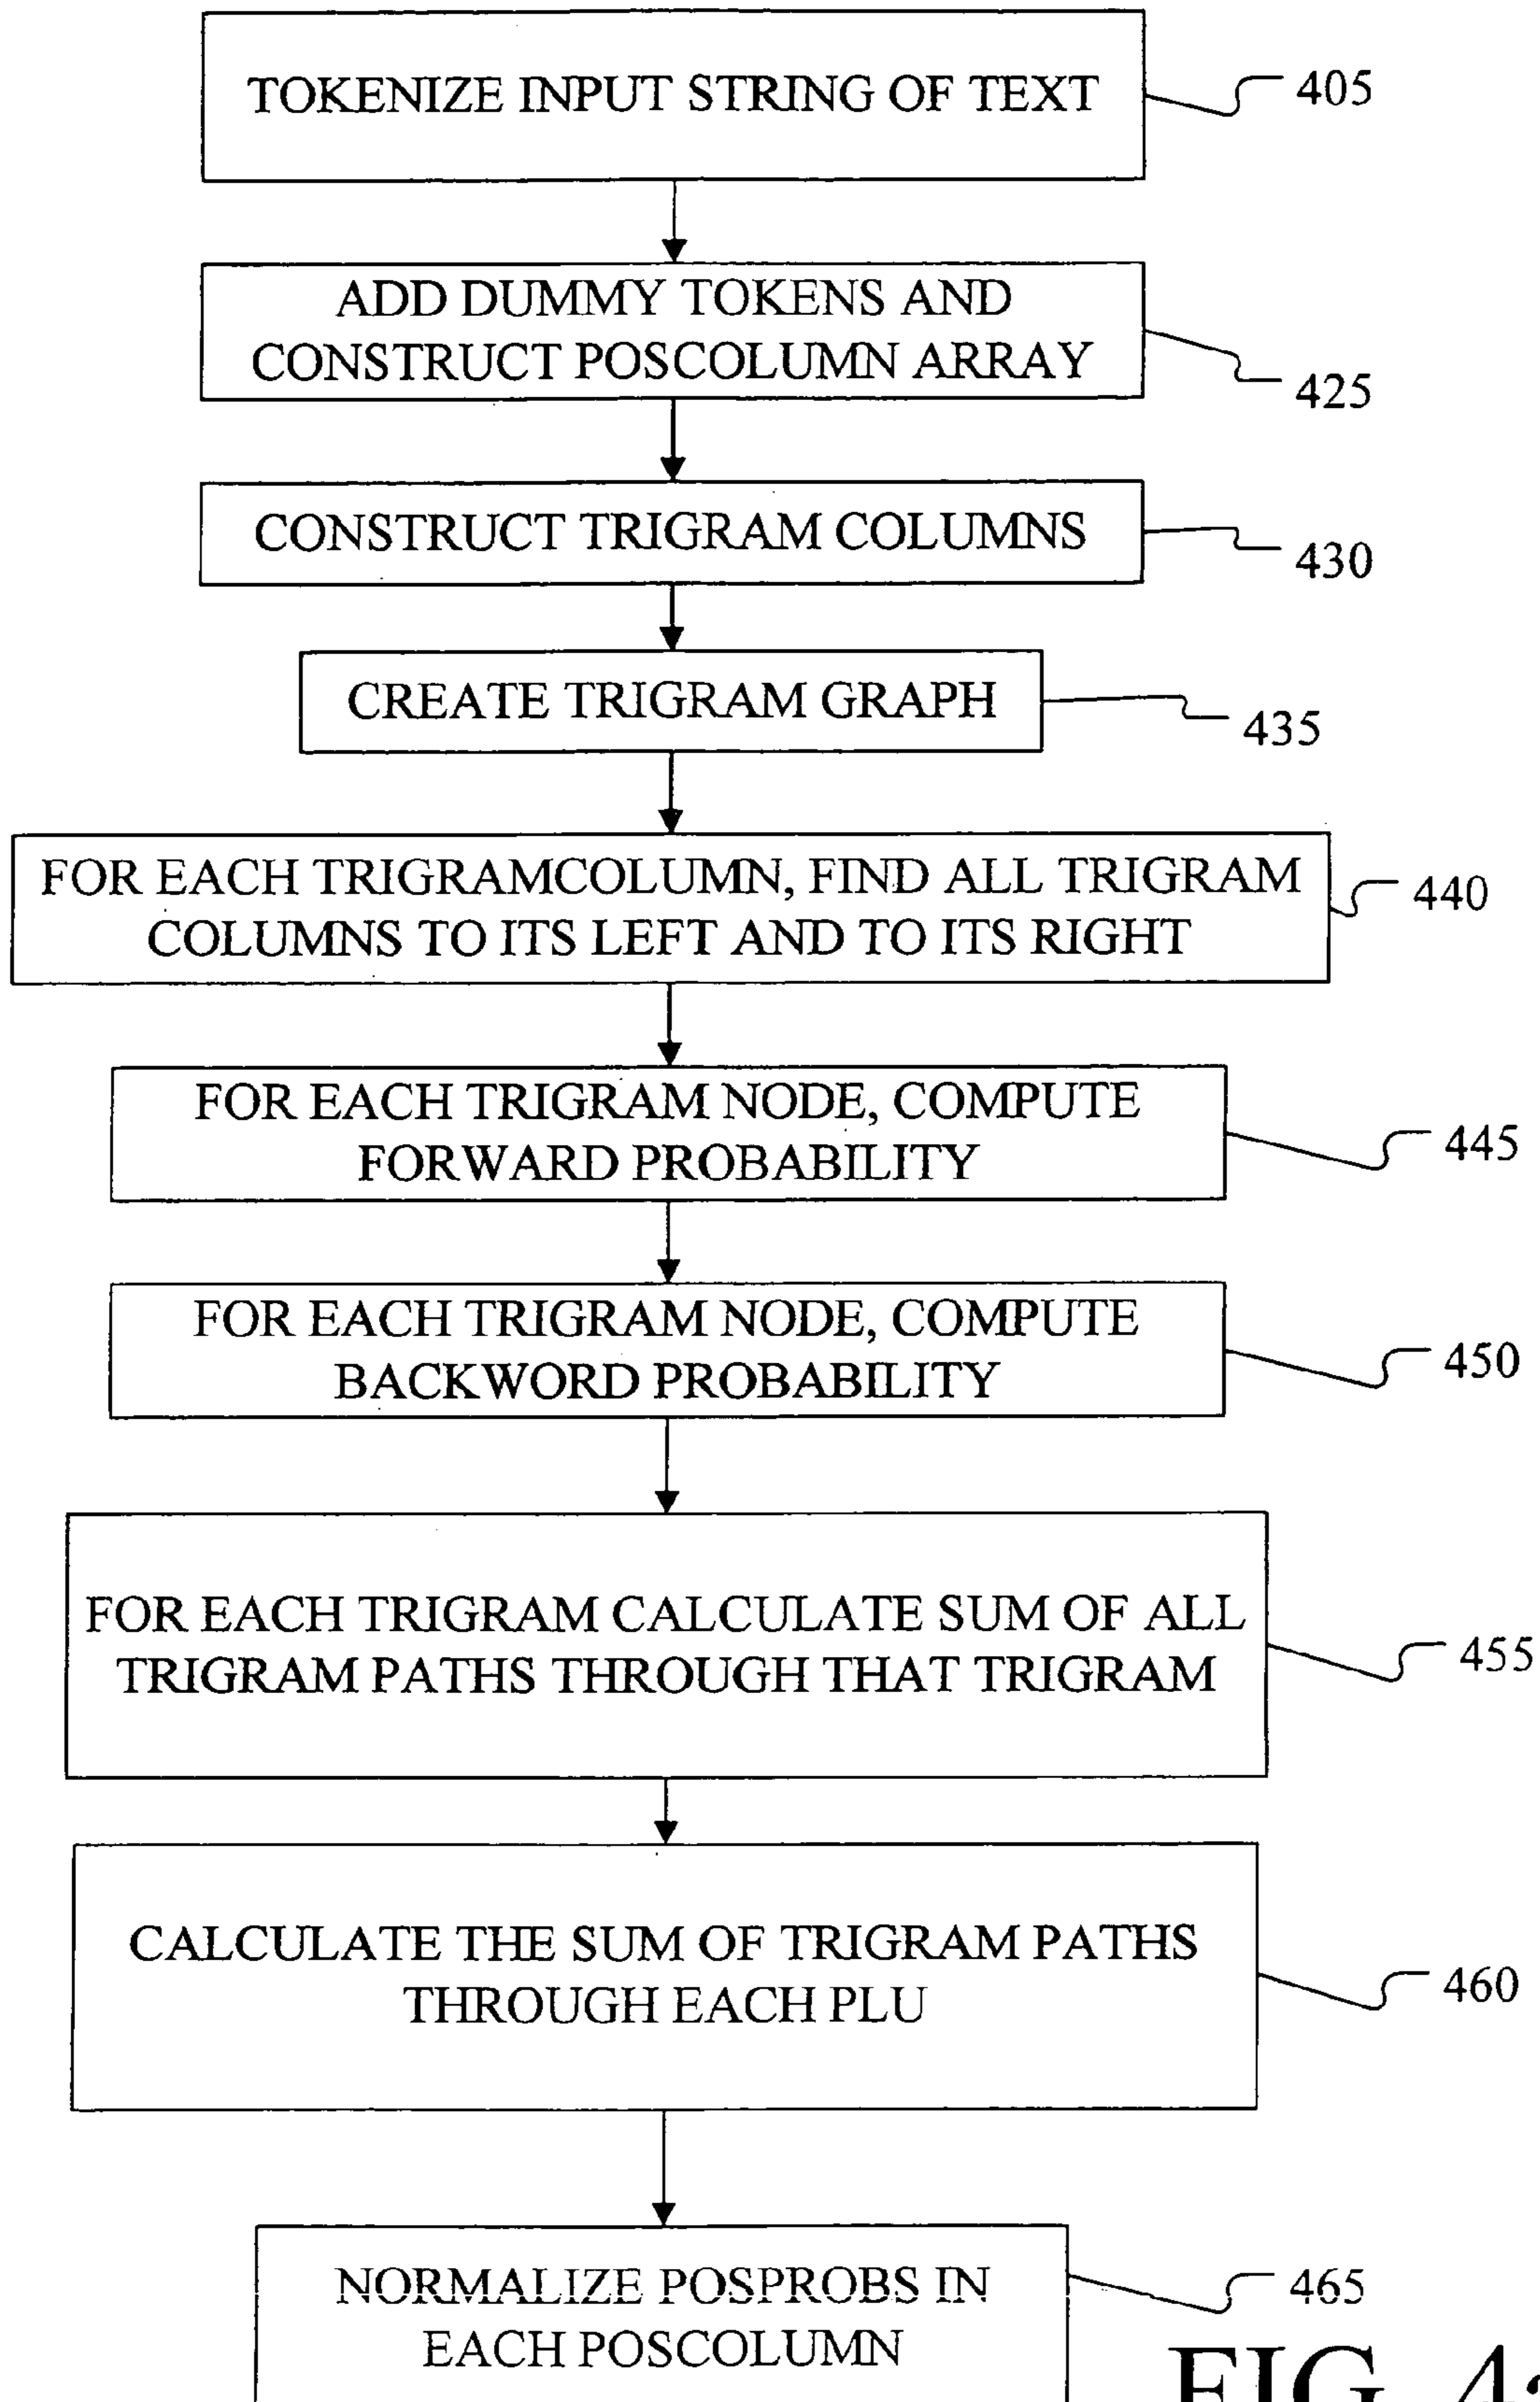 TOKENIZE INPUT STRING OF TEXT
405
ADD DUMMY TOKENS AND
CONSTRUCT POSCOLUMN ARRAY
425
CONSTRUCT TRIGRAM COLUMNS
430
CREATE TRIGRAM GRAPH
435
FOR EACH TRIGRAMCOLUMN, FIND ALL TRIGRAM
COLUMNS TO ITS LEFT AND TO ITS RIGHT
440
FOR EACH TRIGRAM NODE, COMPUTE
FORWARD PROBABILITY
445
FOR EACH TRIGRAM NODE, COMPUTE
BACKWORD PROBABILITY
450
FOR EACH TRIGRAM CALCULATE SUM OF ALL
TRIGRAM PATHS THROUGH THAT TRIGRAM
455
CALCULATE THE SUM OF TRIGRAM PATHS
THROUGH EACH PLU
460
NORMALIZE POSPROBS IN
EACH POSCOLUMN
465
FIG.